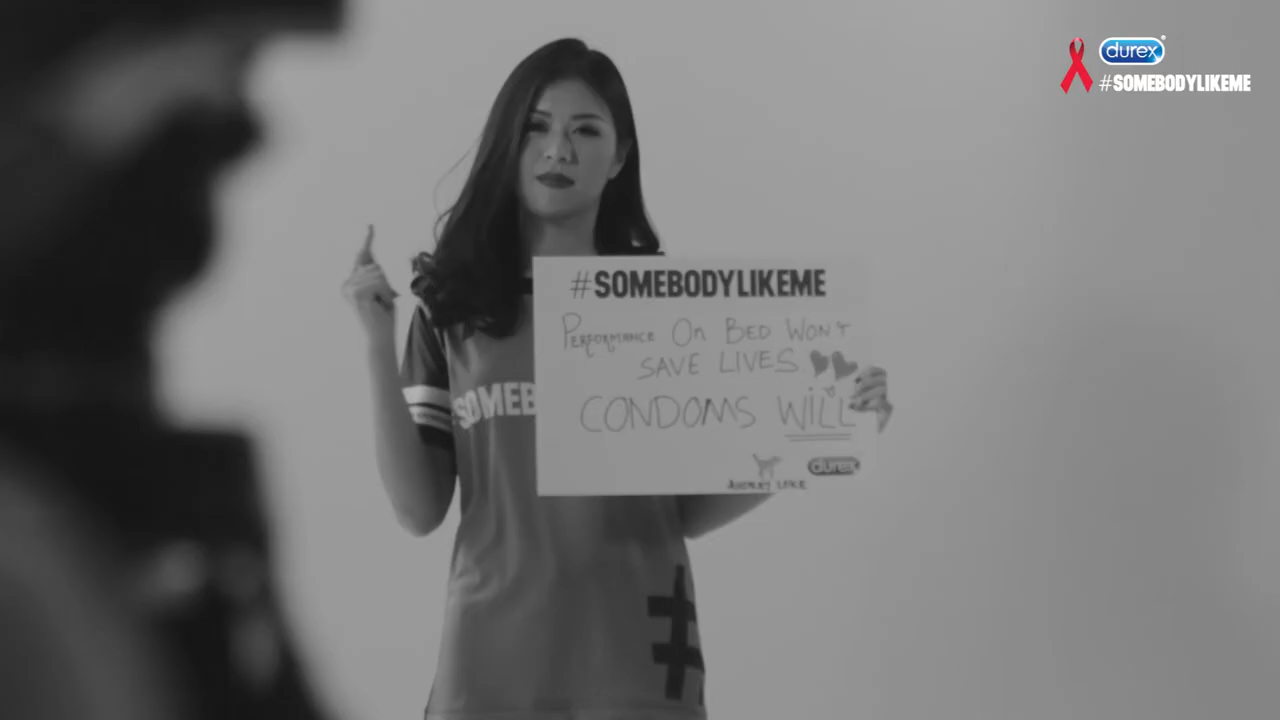 durex
#SOMEBODYLIKEME
#SOMEBODYLIKEME
PERFORMANCE ON BED WON'T
SAVE LIVES
CONDOMS WILL
SOMEB
durex